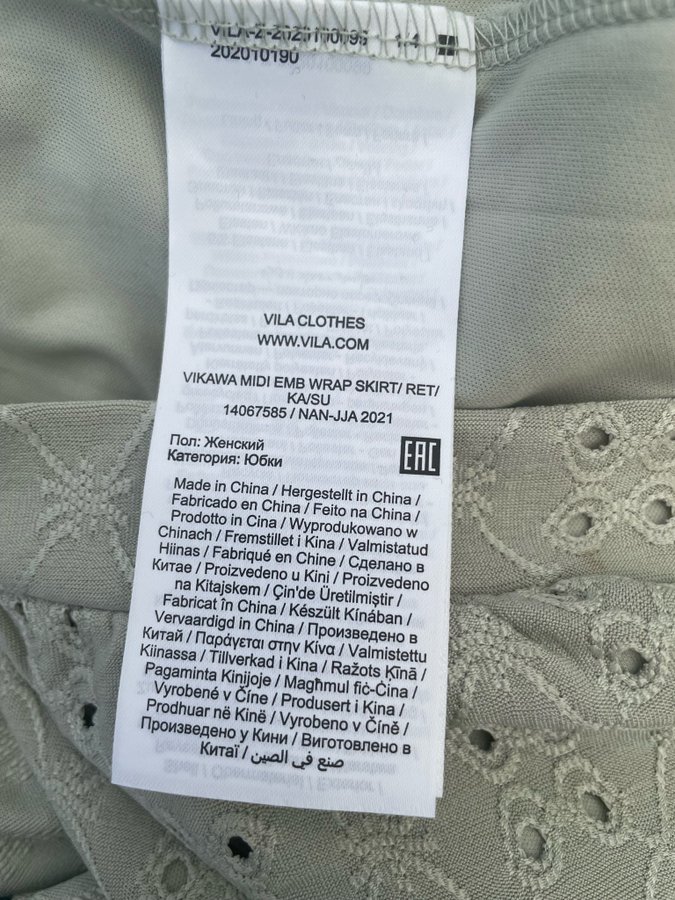 202010190
VILA CLOTHES
WWW.VILA.COM
VIKAWA MIDI EMB WRAP SKIRT/ RET/
KA/SU
14067585 / NAN-JJA 2021
Пол: Женский
Категория: Юбки
EAC
Made in China / Hergestellt in China /
Fabricado en China / Feito na China /
Prodotto in Cina / Wyprodukowano w
Chinach / Fremstillet i Kina / Valmistatud
Hiinas / Fabriqué en Chine / Сделано в
Китае / Proizvedeno u Kini / Proizvedeno
na Kitajskem / Çin'de Üretilmiştir /
Fabricat în China / Készült Kínában /
Vervaardigd in China / Произведено в
Китай / Παράγεται στην Κίνα / Valmistettu
Kiinassa / Tillverkad i Kina / Ražots Ķīnā /
Pagaminta Kinijoje / Magħmul fiċ-Ċina /
Vyrobené v Číne / Produsert i Kina /
Prodhuar në Kinë / Vyrobeno v Číně /
Произведено у Кини / Виготовлено в
Китаї / صنع في الصين